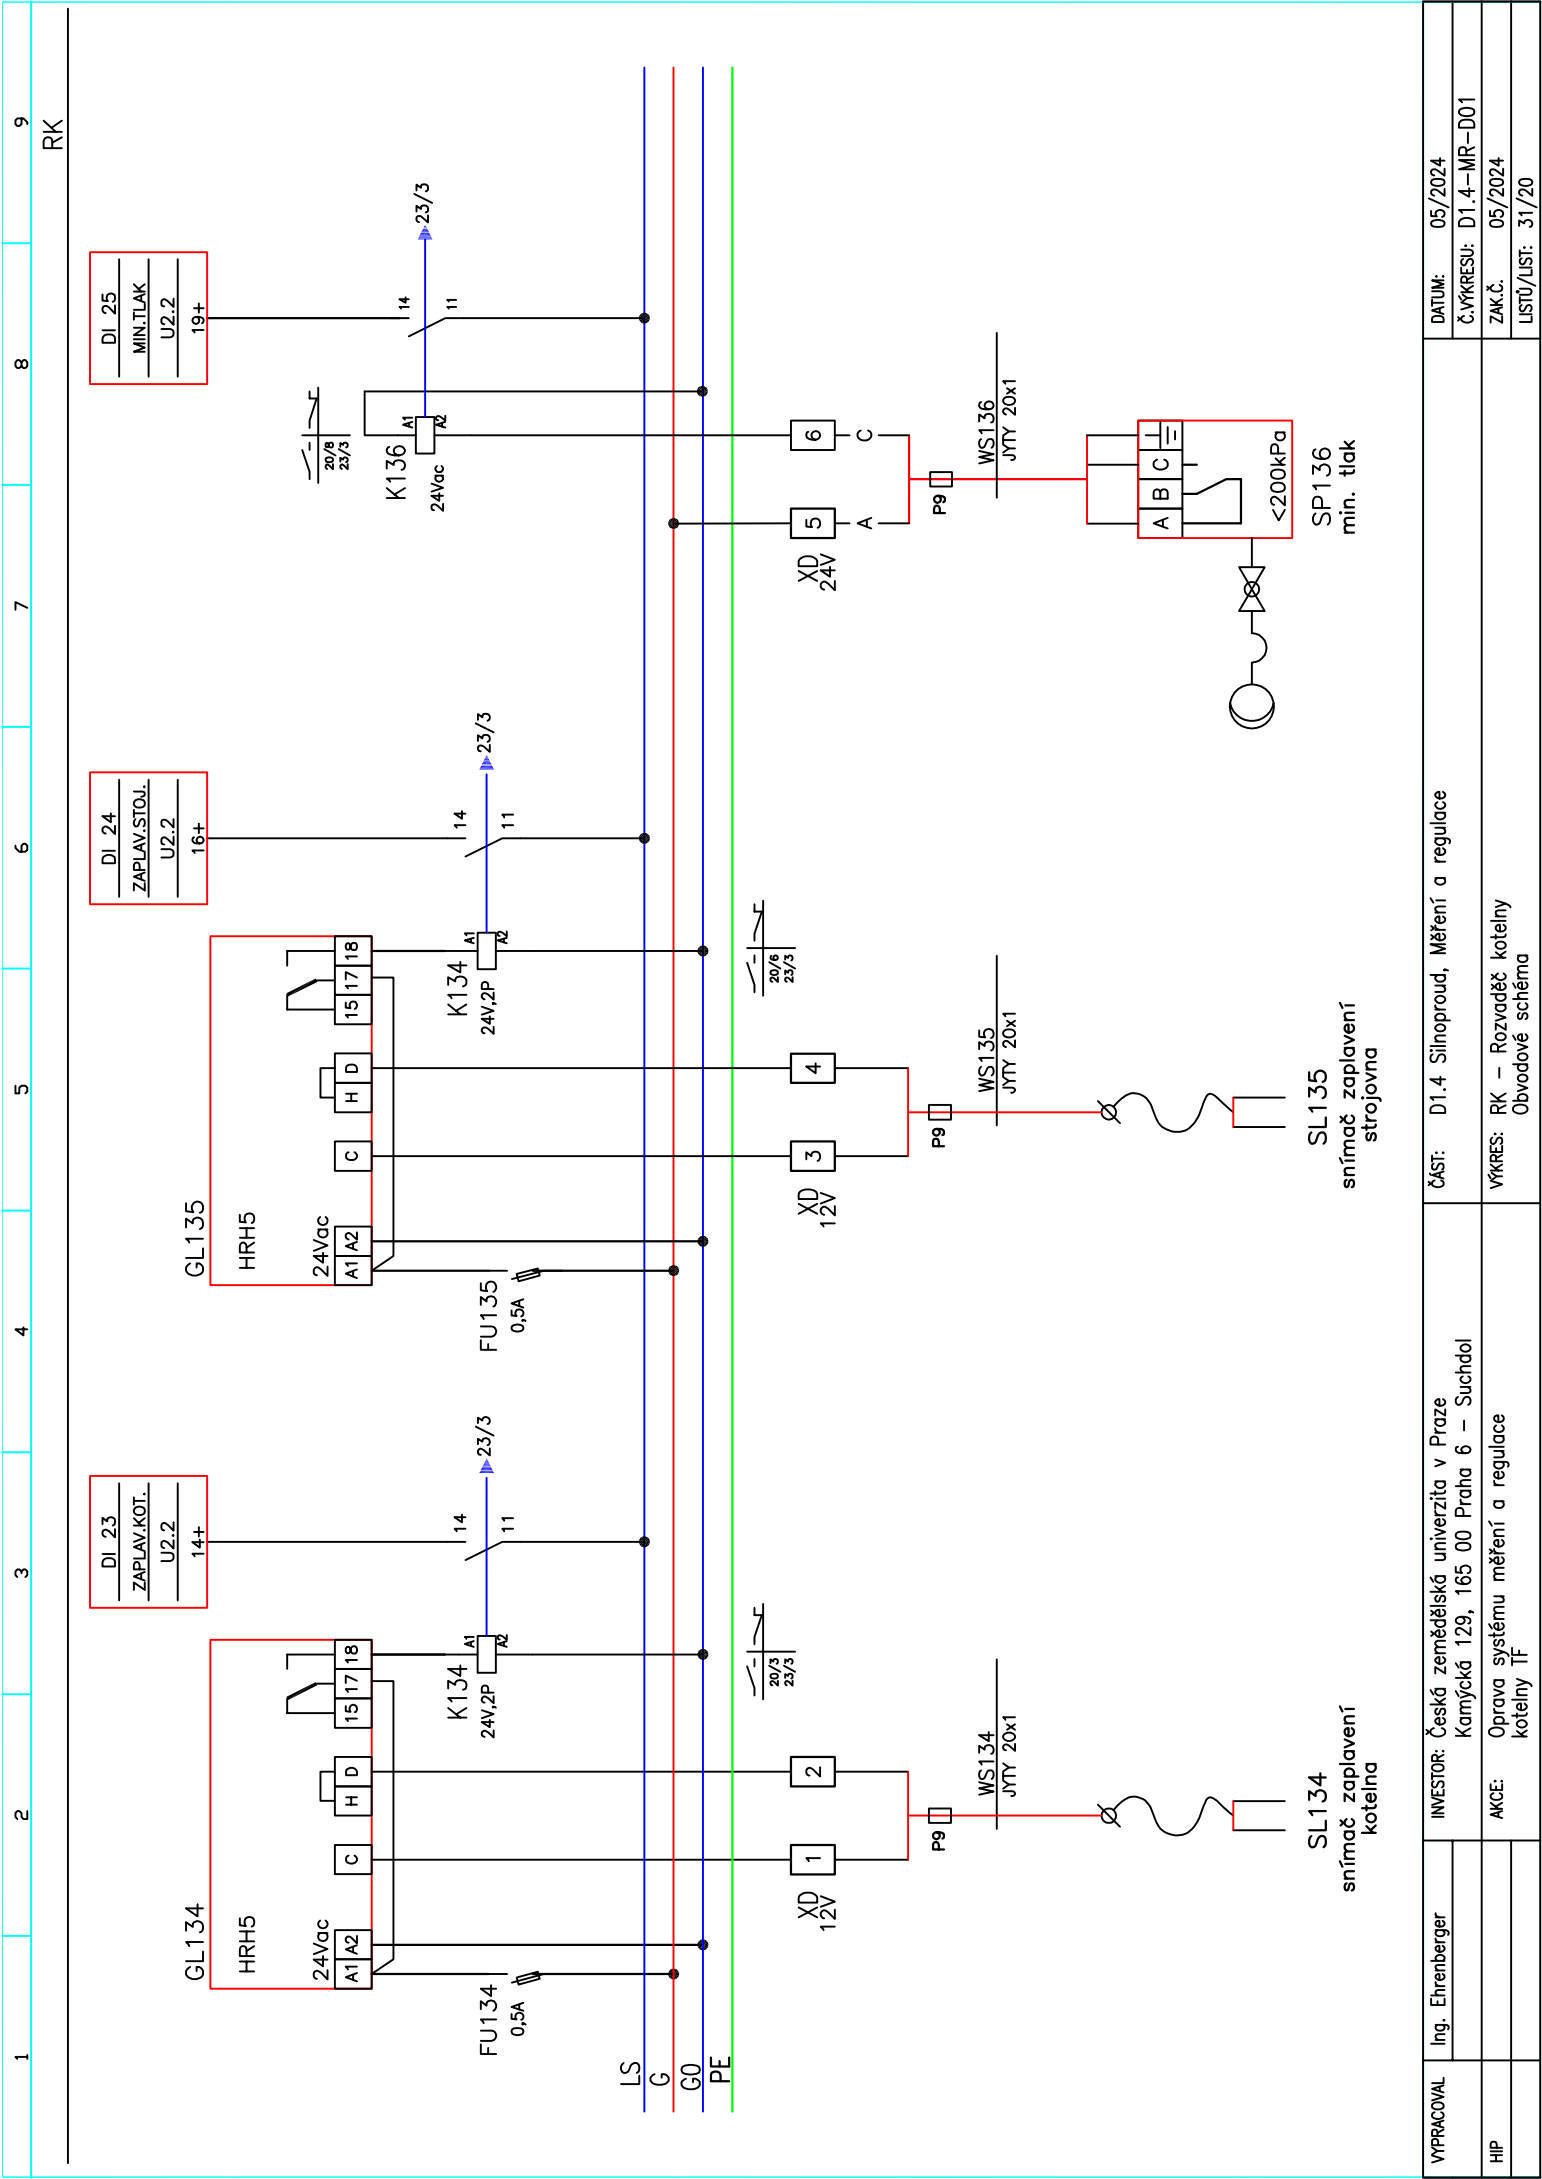 1 2 3 4 5 6 7 8 9
RK
DI 23
ZAPLAV.KOT.
U2.2
14+
DI 24
ZAPLAV.STOJ.
U2.2
16+
DI 25
MIN.TLAK
U2.2
19+
GL134
HRH5
24Vac
A1 A2 C H D 15 17 18
K134
24V,2P
A1
A2
14
11
23/3
FU134
0,5A
GL135
HRH5
24Vac
A1 A2 C H D 15 17 18
K134
24V,2P
A1
A2
14
11
23/3
FU135
0,5A
20/8
23/3
K136
24Vac
A1
A2
14
11
23/3
LS
G
G0
PE
20/3
23/3
20/6
23/3
XD
12V
1 2
P9
WS134
JYTY 20x1
SL134
snímač zaplavení
kotelna
XD
12V
3 4
P9
WS135
JYTY 20x1
SL135
snímač zaplavení
strojovna
XD
24V
5 6
A C
P9
WS136
JYTY 20x1
A B C
<200kPa
SP136
min. tlak
VYPRACOVAL Ing. Ehrenberger
HIP
INVESTOR: Česká zemědělská univerzita v Praze
Kamýcká 129, 165 00 Praha 6 - Suchdol
AKCE: Oprava systému měření a regulace
kotelny TF
ČÁST: D1.4 Silnoproud, Měření a regulace
VÝKRES: RK - Rozvaděč kotelny
Obvodové schéma
DATUM: 05/2024
Č.VÝKRESU: D1.4-MR-D01
ZAK.Č. 05/2024
LISTŮ/LIST: 31/20